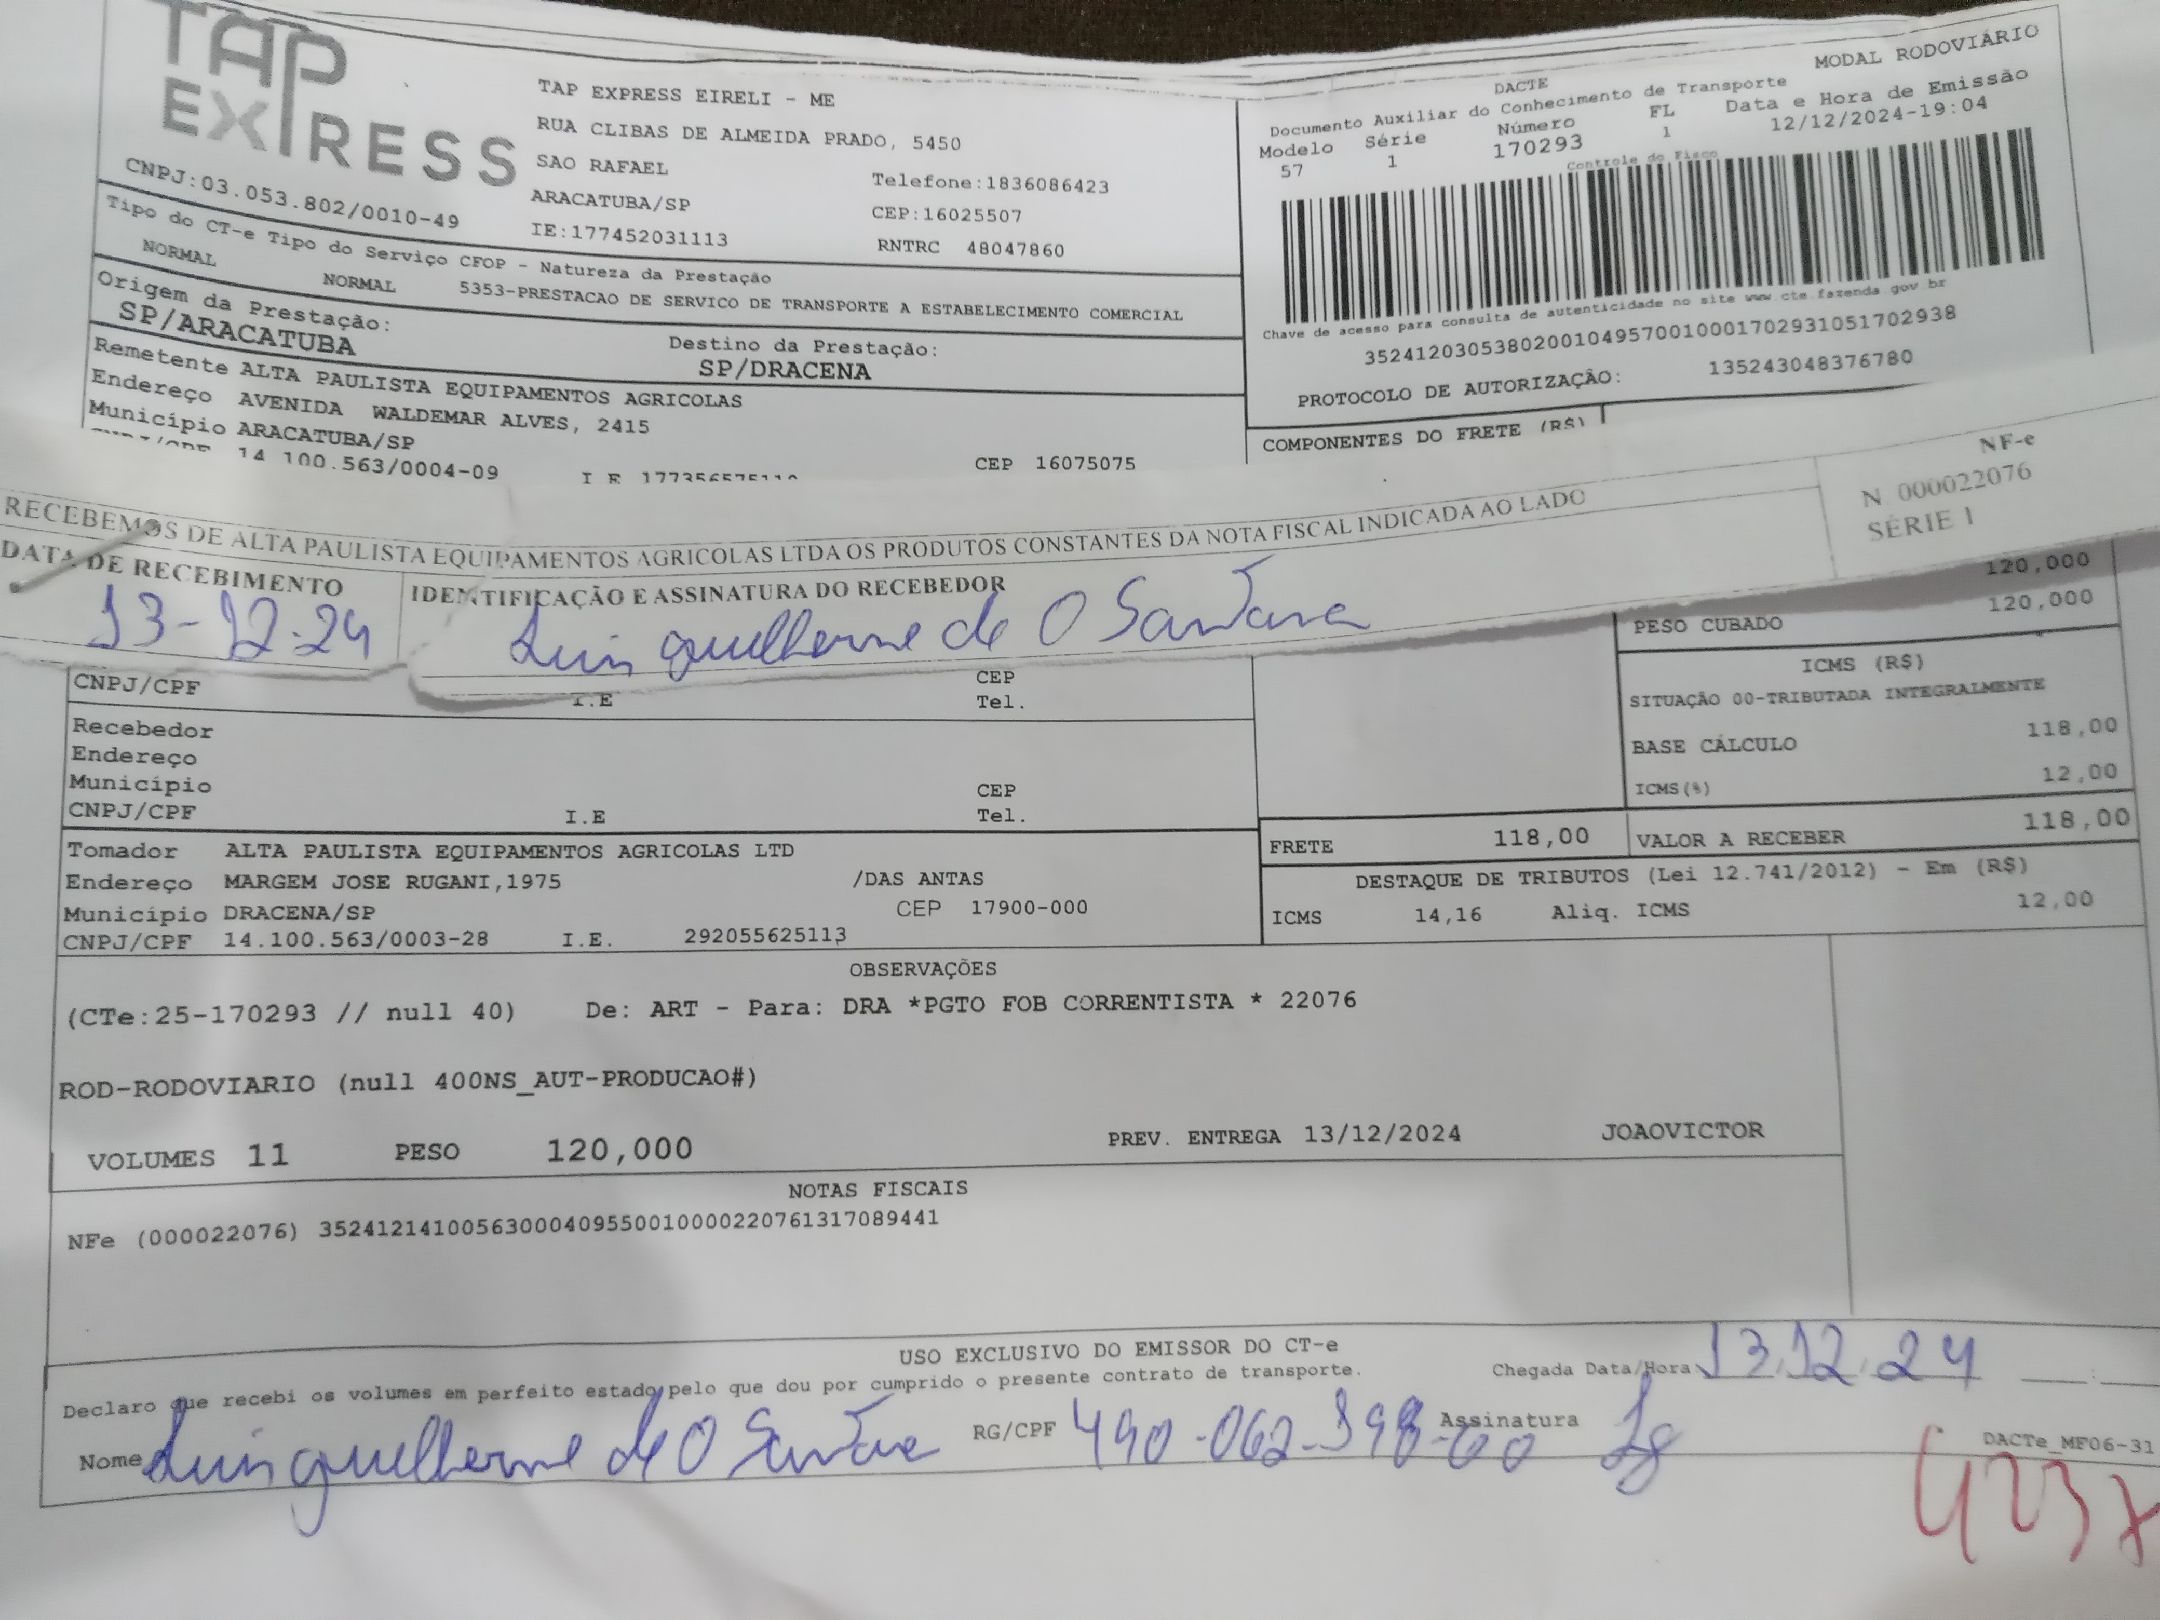 TAP
EXPRESS
CNPJ:03.053.802/0010-49
TAP EXPRESS EIRELI - ME
RUA CLIBAS DE ALMEIDA PRADO, 5450
SAO RAFAEL
Telefone:1836086423
ARACATUBA/SP
CEP:16025507
IE:177452031113
RNTRC 48047860
DACTE
MODAL RODOVIÁRIO
Documento Auxiliar do Conhecimento de Transporte
Modelo Série Número FL Data e Hora de Emissão
57 1 170293 1 12/12/2024-19:04
Controle do Fisco
Chave de acesso para consulta de autenticidade no site www.cte.fazenda.gov.br
35241203053802001049570010001702931051702938
PROTOCOLO DE AUTORIZAÇÃO: 135243048376780
Tipo do CT-e Tipo do Serviço CFOP - Natureza da Prestação
NORMAL NORMAL 5353-PRESTACAO DE SERVICO DE TRANSPORTE A ESTABELECIMENTO COMERCIAL
Origem da Prestação:
SP/ARACATUBA
Destino da Prestação:
SP/DRACENA
Remetente ALTA PAULISTA EQUIPAMENTOS AGRICOLAS
Endereço AVENIDA WALDEMAR ALVES, 2415
Município ARACATUBA/SP
CEP 16075075
14.100.563/0004-09
COMPONENTES DO FRETE (R$)
RECEBEMOS DE ALTA PAULISTA EQUIPAMENTOS AGRICOLAS LTDA OS PRODUTOS CONSTANTES DA NOTA FISCAL INDICADA AO LADO
NF-e
N 000022076
SÉRIE 1
DATA DE RECEBIMENTO
13-12-24
IDENTIFICAÇÃO E ASSINATURA DO RECEBEDOR
Luis guilherme de O Santana
120,000
120,000
PESO CUBADO
ICMS (R$)
SITUAÇÃO 00-TRIBUTADA INTEGRALMENTE
BASE CÁLCULO 118,00
ICMS(%) 12,00
CEP
CNPJ/CPF I.E Tel.
Recebedor
Endereço
Município CEP
CNPJ/CPF I.E Tel.
FRETE 118,00 VALOR A RECEBER 118,00
Tomador ALTA PAULISTA EQUIPAMENTOS AGRICOLAS LTD
Endereço MARGEM JOSE RUGANI,1975 /DAS ANTAS
Município DRACENA/SP CEP 17900-000
CNPJ/CPF 14.100.563/0003-28 I.E. 292055625113
DESTAQUE DE TRIBUTOS (Lei 12.741/2012) - Em (R$)
ICMS 14,16 Aliq. ICMS 12,00
OBSERVAÇÕES
(CTe:25-170293 // null 40) De: ART - Para: DRA *PGTO FOB CORRENTISTA * 22076
ROD-RODOVIARIO (null 400NS_AUT-PRODUCAO#)
VOLUMES 11 PESO 120,000 PREV. ENTREGA 13/12/2024 JOAOVICTOR
NOTAS FISCAIS
NFe (000022076) 35241214100563000409550010000220761317089441
USO EXCLUSIVO DO EMISSOR DO CT-e
Declaro que recebi os volumes em perfeito estado pelo que dou por cumprido o presente contrato de transporte.
Chegada Data/Hora 13.12.24
Nome Luis guilherme de O Santana RG/CPF 490-062-398-60 Assinatura
DACTe_MF06-31